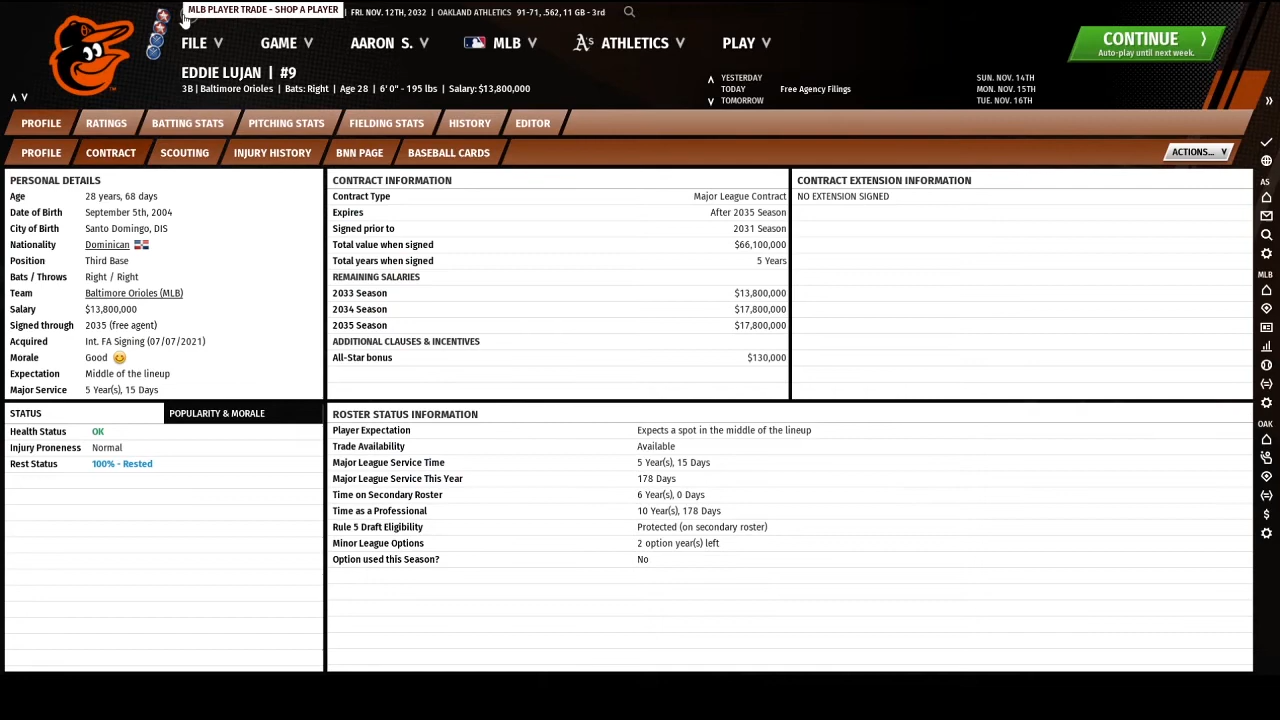 MLB PLAYER TRADE - SHOP A PLAYER
FRI. NOV. 12TH, 2032 | OAKLAND ATHLETICS 91-71, .562, 11 GB - 3rd
FILE GAME AARON S. MLB A's ATHLETICS PLAY
CONTINUE
Auto-play until next week.
EDDIE LUJAN | #9
3B | Baltimore Orioles | Bats: Right | Age 28 | 6' 0" - 195 lbs | Salary: $13,800,000
YESTERDAY SUN. NOV. 14TH
TODAY Free Agency Filings MON. NOV. 15TH
TOMORROW TUE. NOV. 16TH
PROFILE RATINGS BATTING STATS PITCHING STATS FIELDING STATS HISTORY EDITOR
PROFILE CONTRACT SCOUTING INJURY HISTORY BNN PAGE BASEBALL CARDS ACTIONS...
PERSONAL DETAILS
Age 28 years, 68 days
Date of Birth September 5th, 2004
City of Birth Santo Domingo, DIS
Nationality Dominican
Position Third Base
Bats / Throws Right / Right
Team Baltimore Orioles (MLB)
Salary $13,800,000
Signed through 2035 (free agent)
Acquired Int. FA Signing (07/07/2021)
Morale Good
Expectation Middle of the lineup
Major Service 5 Year(s), 15 Days
CONTRACT INFORMATION
Contract Type Major League Contract
Expires After 2035 Season
Signed prior to 2031 Season
Total value when signed $66,100,000
Total years when signed 5 Years
REMAINING SALARIES
2033 Season $13,800,000
2034 Season $17,800,000
2035 Season $17,800,000
ADDITIONAL CLAUSES & INCENTIVES
All-Star bonus $130,000
CONTRACT EXTENSION INFORMATION
NO EXTENSION SIGNED
STATUS POPULARITY & MORALE
Health Status OK
Injury Proneness Normal
Rest Status 100% - Rested
ROSTER STATUS INFORMATION
Player Expectation Expects a spot in the middle of the lineup
Trade Availability Available
Major League Service Time 5 Year(s), 15 Days
Major League Service This Year 178 Days
Time on Secondary Roster 6 Year(s), 0 Days
Time as a Professional 10 Year(s), 178 Days
Rule 5 Draft Eligibility Protected (on secondary roster)
Minor League Options 2 option year(s) left
Option used this Season? No
AS
MLB
OAK